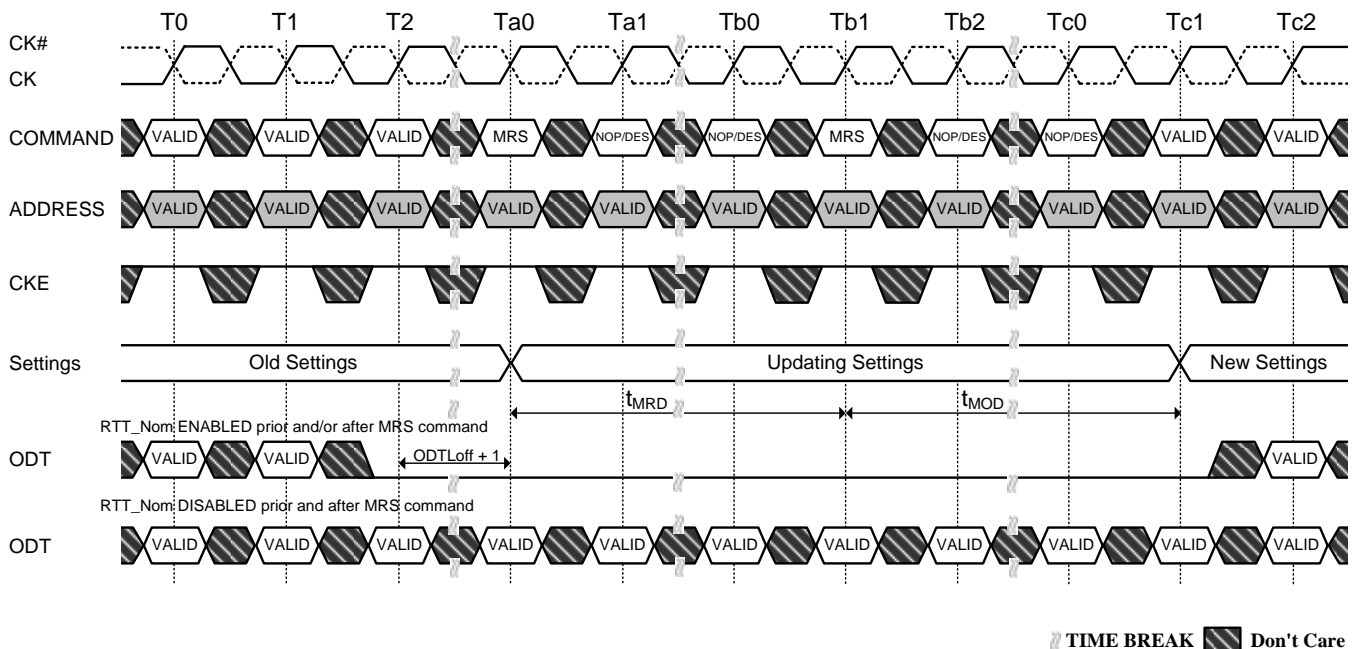 T0 T1 T2 Ta0 Ta1 Tb0 Tb1 Tb2 Tc0 Tc1 Tc2
CK#
CK
COMMAND VALID VALID VALID MRS NOP/DES NOP/DES MRS NOP/DES NOP/DES VALID VALID
ADDRESS VALID VALID VALID VALID VALID VALID VALID VALID VALID VALID VALID
CKE
Settings Old Settings Updating Settings New Settings
tMRD tMOD
RTT_Nom ENABLED prior and/or after MRS command
ODT VALID VALID ODTLoff + 1 VALID
RTT_Nom DISABLED prior and after MRS command
ODT VALID VALID VALID VALID VALID VALID VALID VALID VALID VALID VALID
TIME BREAK Don't Care